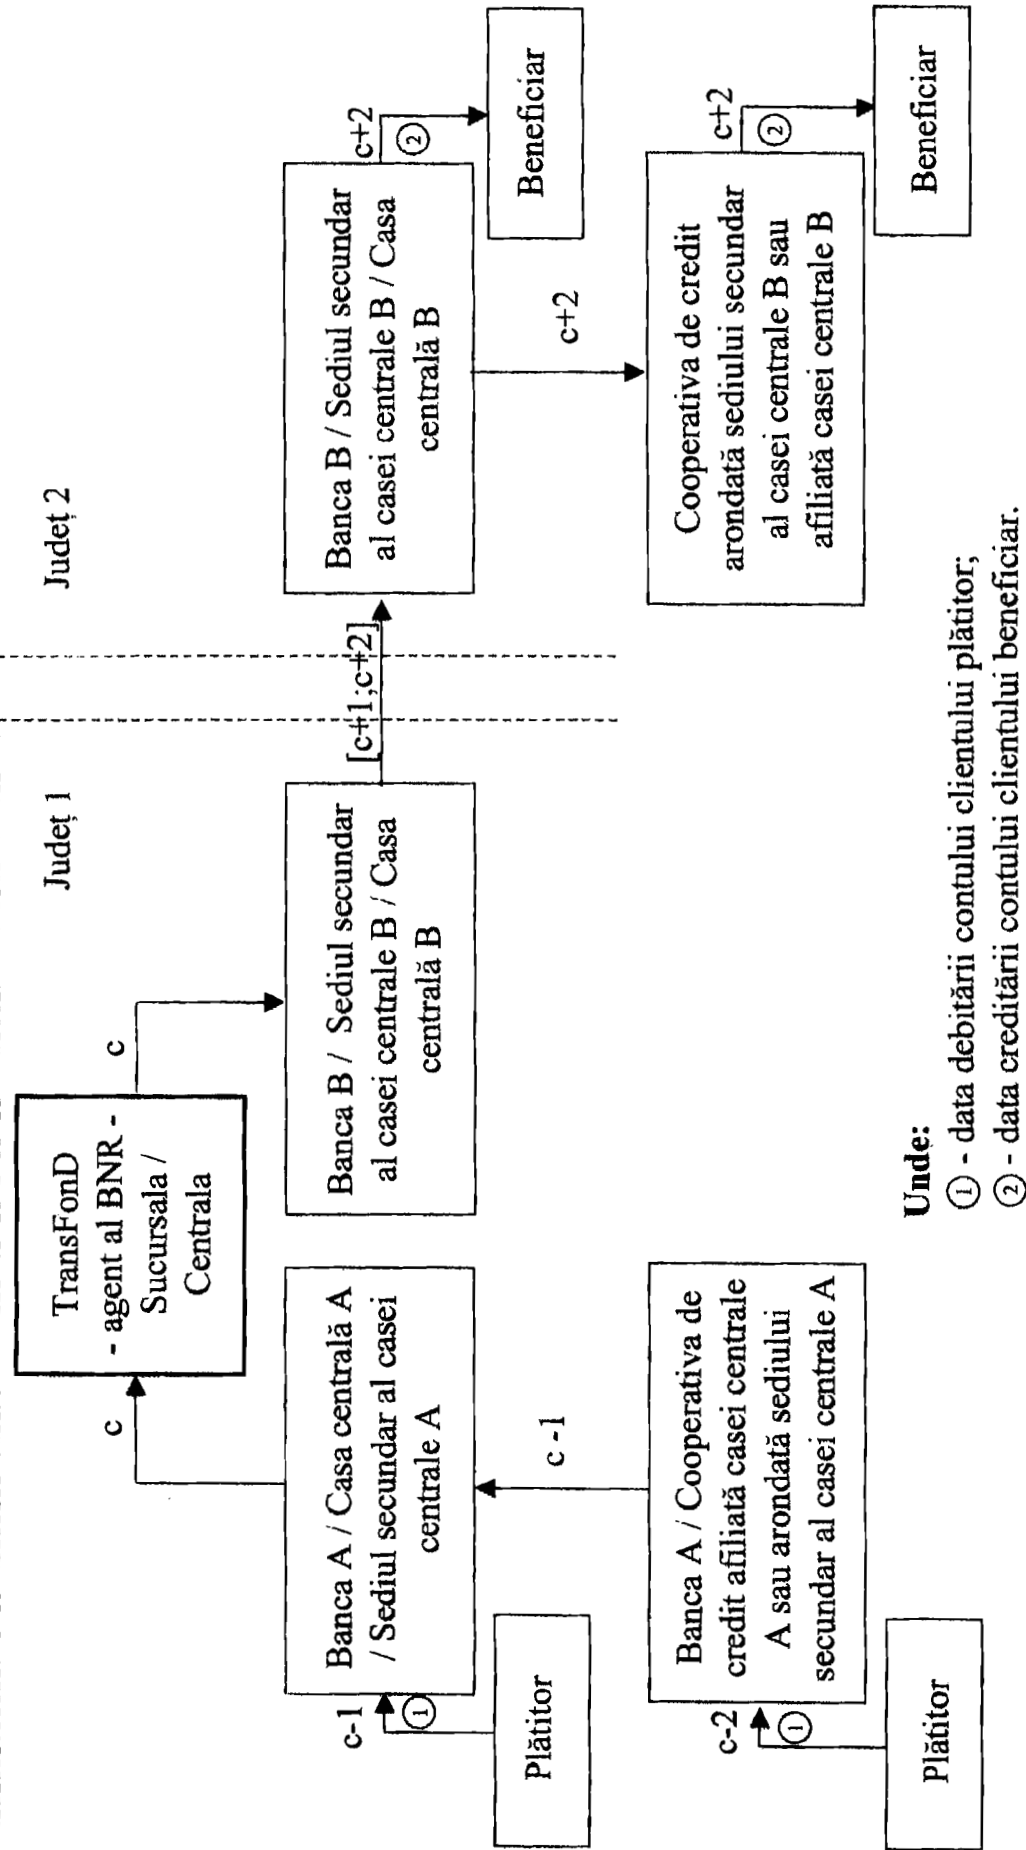 Județ 1
Județ 2
TransFonD
- agent al BNR -
Sucursala /
Centrala
c
c
Banca A / Casa centrală A
/ Sediul secundar al casei
centrale A
Banca B / Sediul secundar
al casei centrale B / Casa
centrală B
[c+1;c+2]
Banca B / Sediul secundar
al casei centrale B / Casa
centrală B
c+2
2
Beneficiar
c-1
1
Plătitor
c -1
c+2
Banca A / Cooperativa de
credit afiliată casei centrale
A sau arondată sediului
secundar al casei centrale A
Cooperativa de credit
arondată sediului secundar
al casei centrale B sau
afiliată casei centrale B
c+2
2
Beneficiar
c-2
1
Plătitor
Unde:
1 - data debitării contului clientului plătitor;
2 - data creditării contului clientului beneficiar.